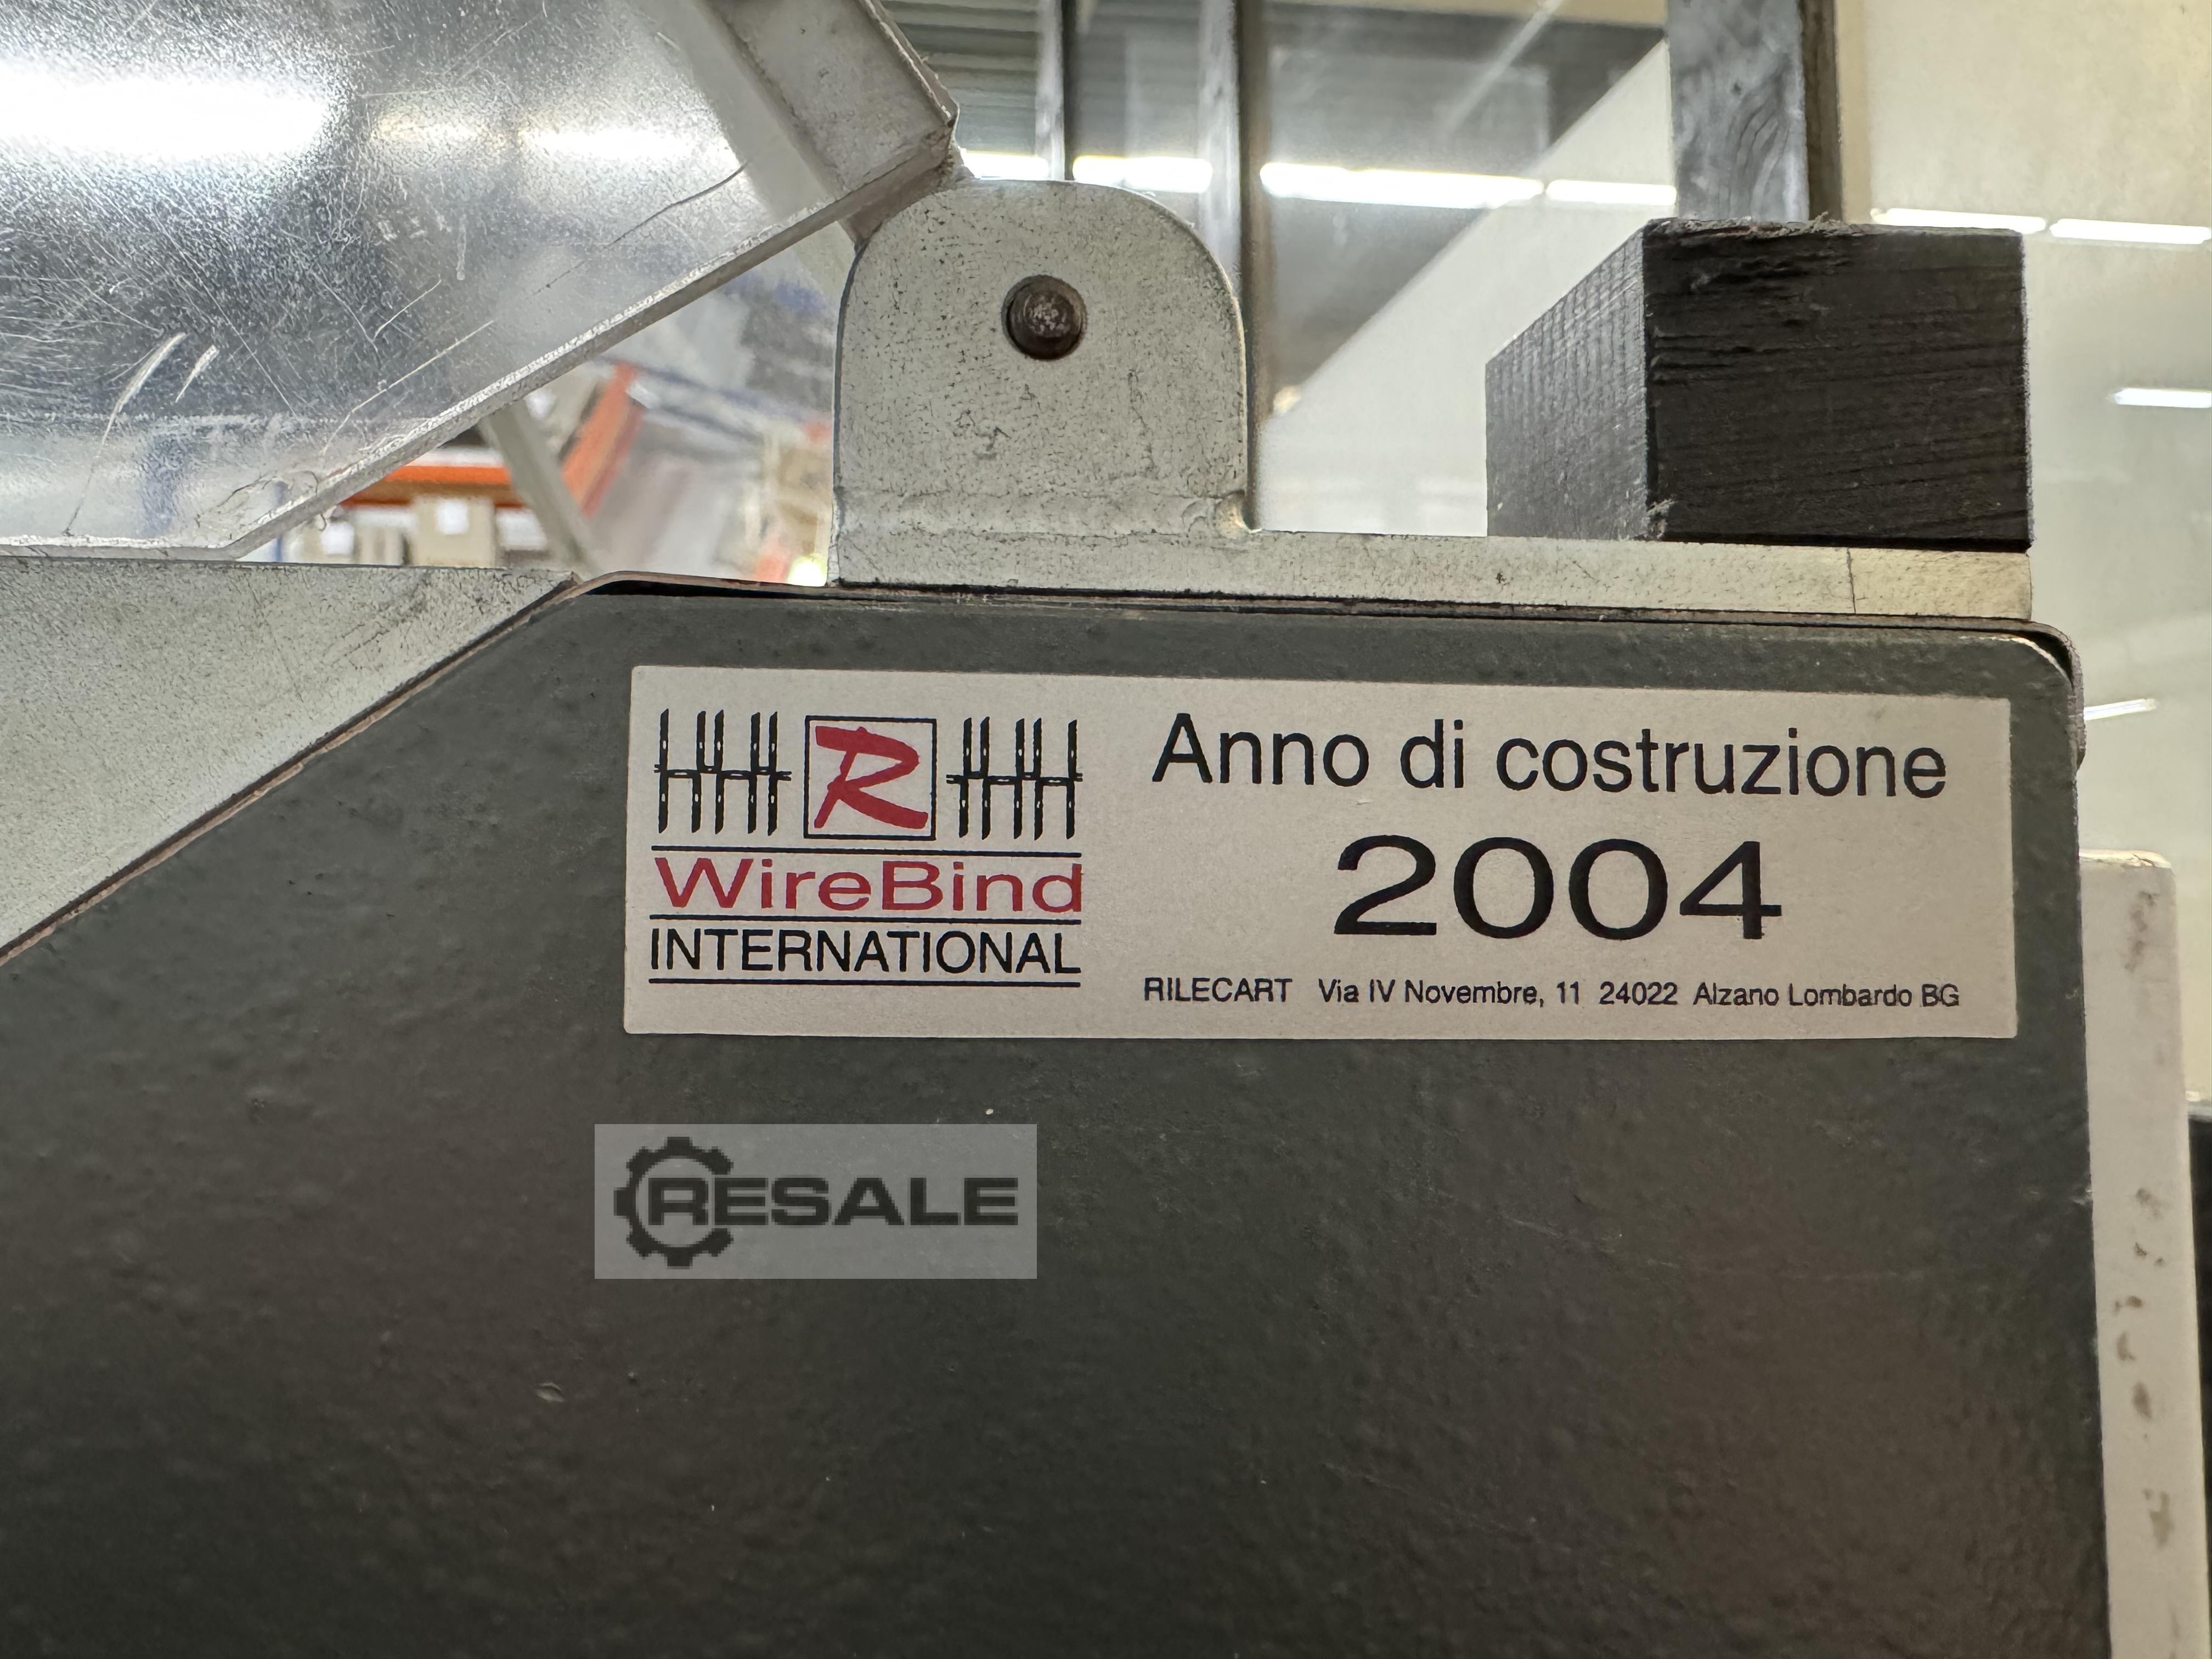 R
WireBind
INTERNATIONAL
Anno di costruzione
2004
RILECART Via IV Novembre, 11 24022 Alzano Lombardo BG
RESALE